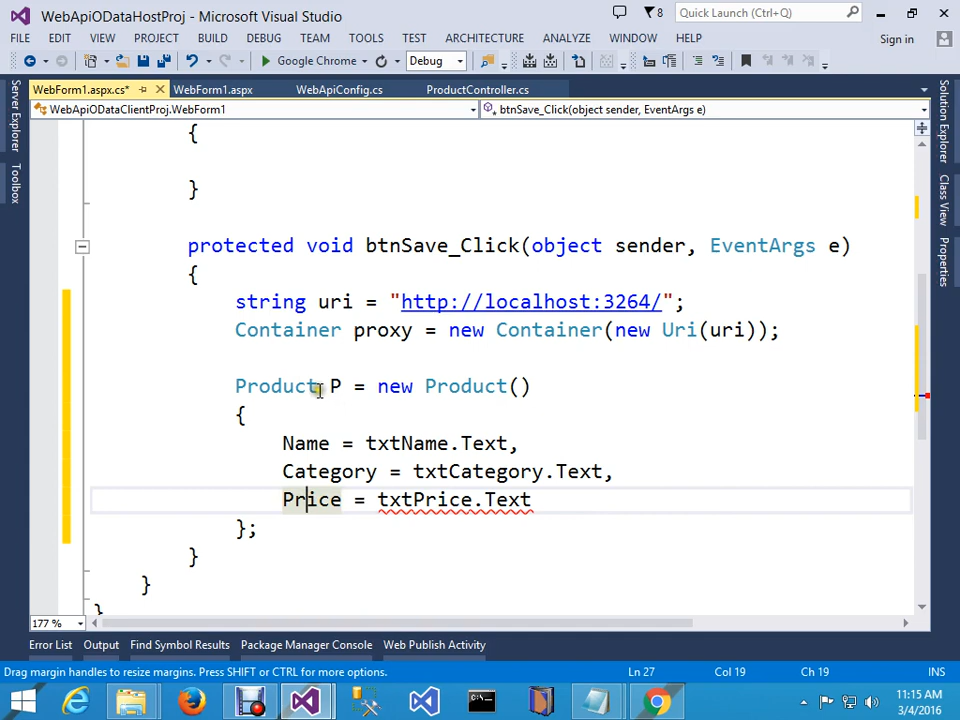 WebApiODataHostProj - Microsoft Visual Studio
8
Quick Launch (Ctrl+Q)
FILE EDIT VIEW PROJECT BUILD DEBUG TEAM TOOLS TEST ARCHITECTURE ANALYZE WINDOW HELP Sign in
Google Chrome Debug
WebForm1.aspx.cs* WebForm1.aspx WebApiConfig.cs ProductController.cs
WebApiODataClientProj.WebForm1 btnSave_Click(object sender, EventArgs e)
Server Explorer
Toolbox
Solution Explorer
Class View
Properties
{
}
protected void btnSave_Click(object sender, EventArgs e)
{
string uri = "http://localhost:3264/";
Container proxy = new Container(new Uri(uri));
Product P = new Product()
{
Name = txtName.Text,
Category = txtCategory.Text,
Price = txtPrice.Text
};
}
}
}
177 %
Error List Output Find Symbol Results Package Manager Console Web Publish Activity
Drag margin handles to resize margins. Press SHIFT or CTRL for more options. Ln 27 Col 19 Ch 19 INS
11:15 AM
3/4/2016